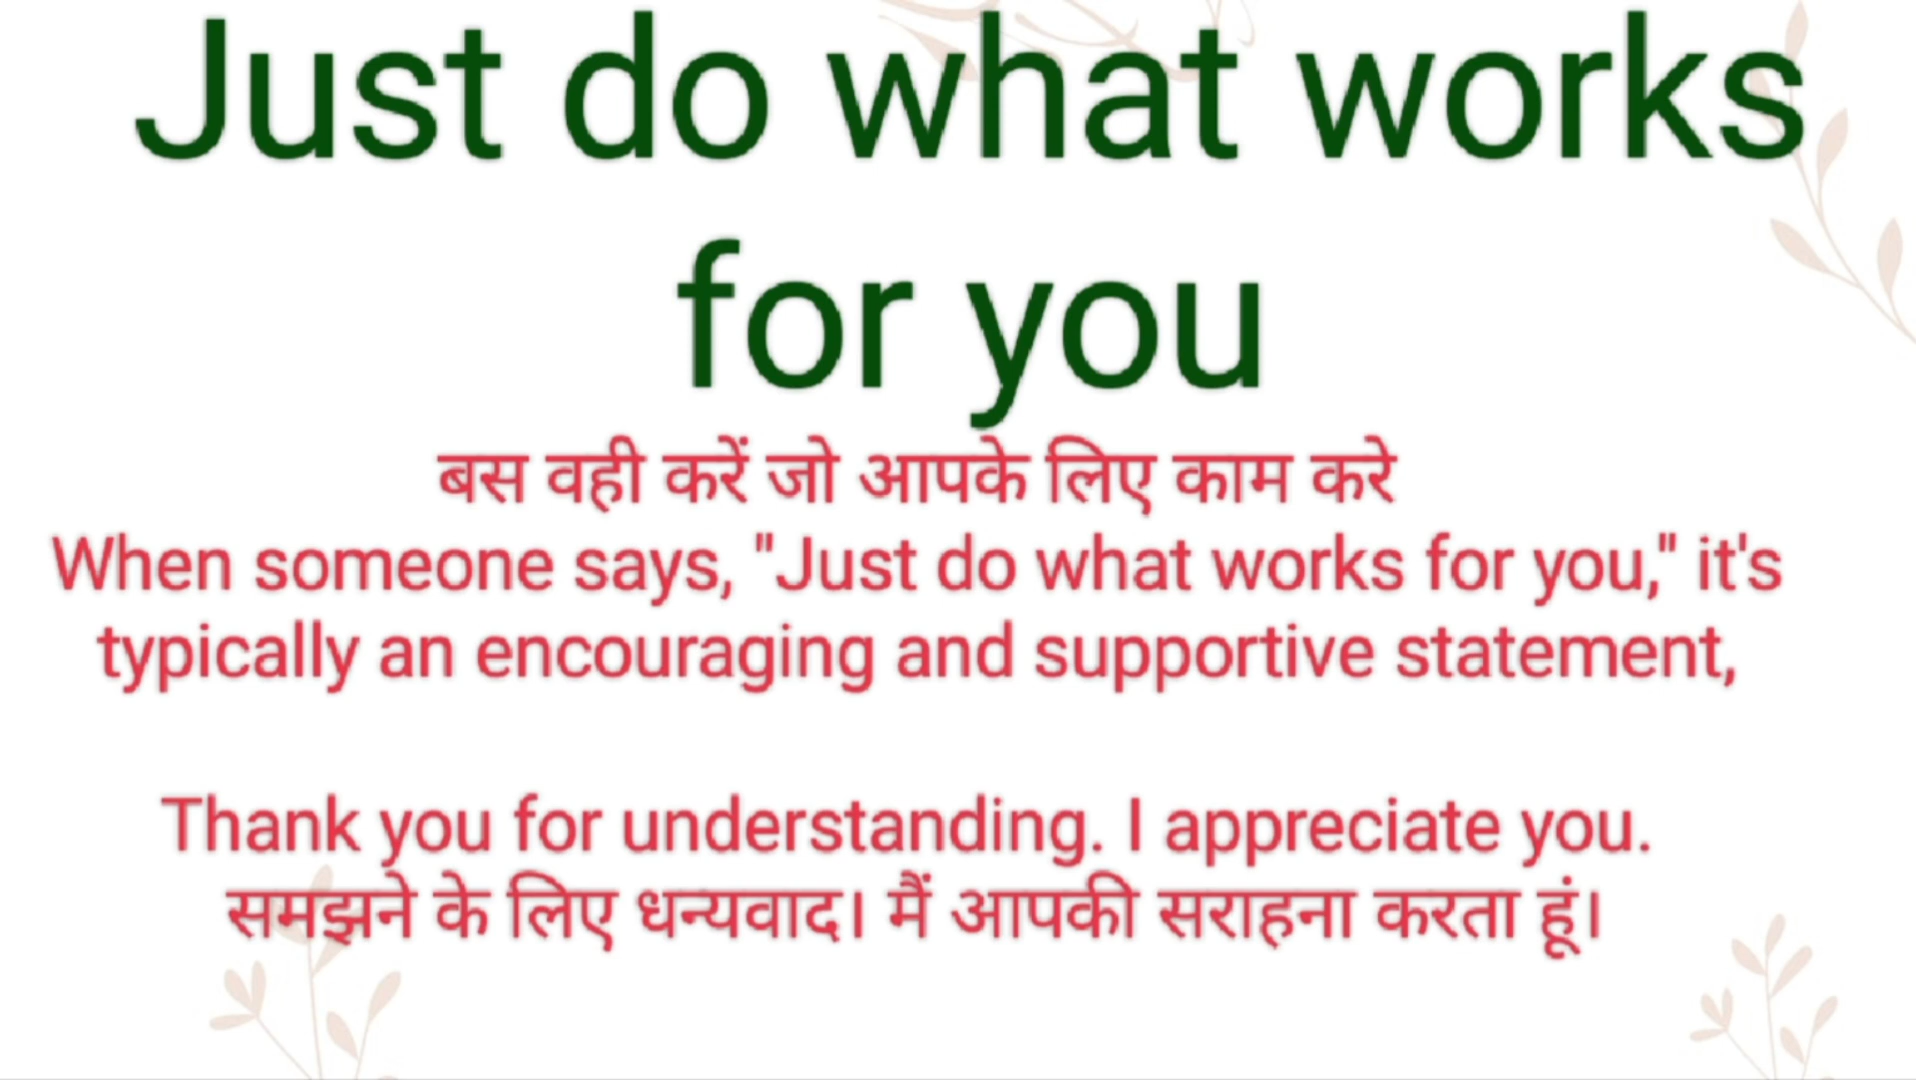 Just do what works
for you
बस वही करें जो आपके लिए काम करे
When someone says, "Just do what works for you," it's
typically an encouraging and supportive statement,
Thank you for understanding. I appreciate you.
समझने के लिए धन्यवाद। मैं आपकी सराहना करता हूं।